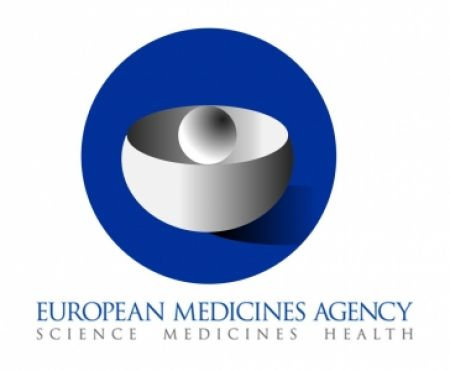 EUROPEAN MEDICINES AGENCY
SCIENCE MEDICINES HEALTH